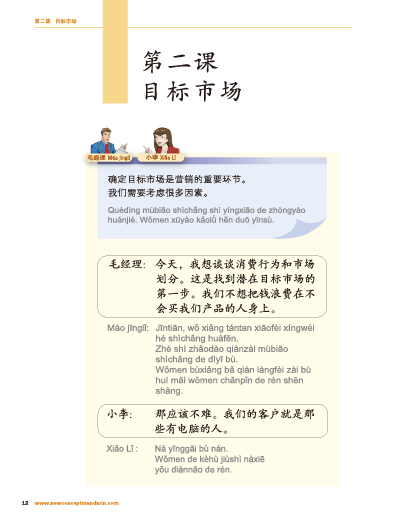 第二课 目标市场
第二课
目标市场
毛经理 Máo jīnglǐ 小李 Xiǎo Lǐ
确定目标市场是营销的重要环节。
我们需要考虑很多因素。
Quèdìng mùbiāo shìchǎng shì yíngxiāo de zhòngyào
huánjié. Wǒmen xūyào kǎolǜ hěn duō yīnsù.
毛经理: 今天，我想谈谈消费行为和市场
划分。这是找到潜在目标市场的
第一步。我们不想把钱浪费在不
会买我们产品的人身上。
Máo jīnglǐ: Jīntiān, wǒ xiǎng tántan xiāofèi xíngwéi
hé shìchǎng huàfēn.
Zhè shì zhǎodào qiánzài mùbiāo
shìchǎng de dìyī bù.
Wǒmen bùxiǎng bǎ qián làngfèi zài bù
huì mǎi wǒmen chǎnpǐn de rén shēn
shàng.
小李: 那应该不难。我们的客户就是那
些有电脑的人。
Xiǎo Lǐ : Nà yīnggāi bù nán.
Wǒmen de kèhù jiùshì nàxiē
yǒu diànnǎo de rén.
12 www.newconceptmandarin.com